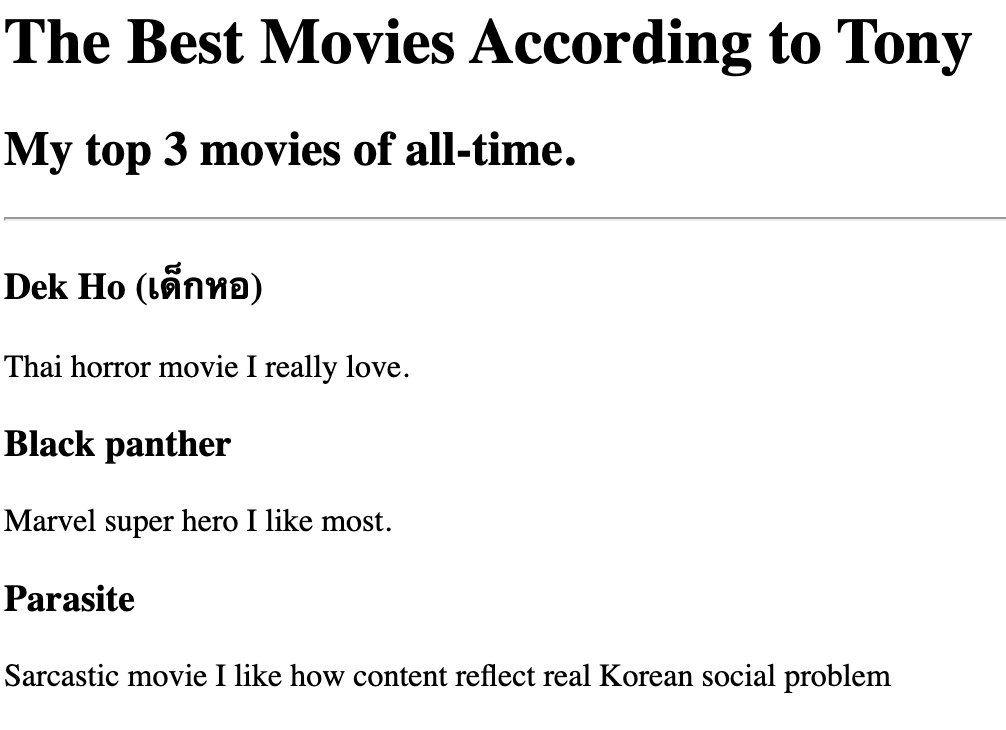 The Best Movies According to Tony
My top 3 movies of all-time.
Dek Ho (เด็กหอ)
Thai horror movie I really love.
Black panther
Marvel super hero I like most.
Parasite
Sarcastic movie I like how content reflect real Korean social problem